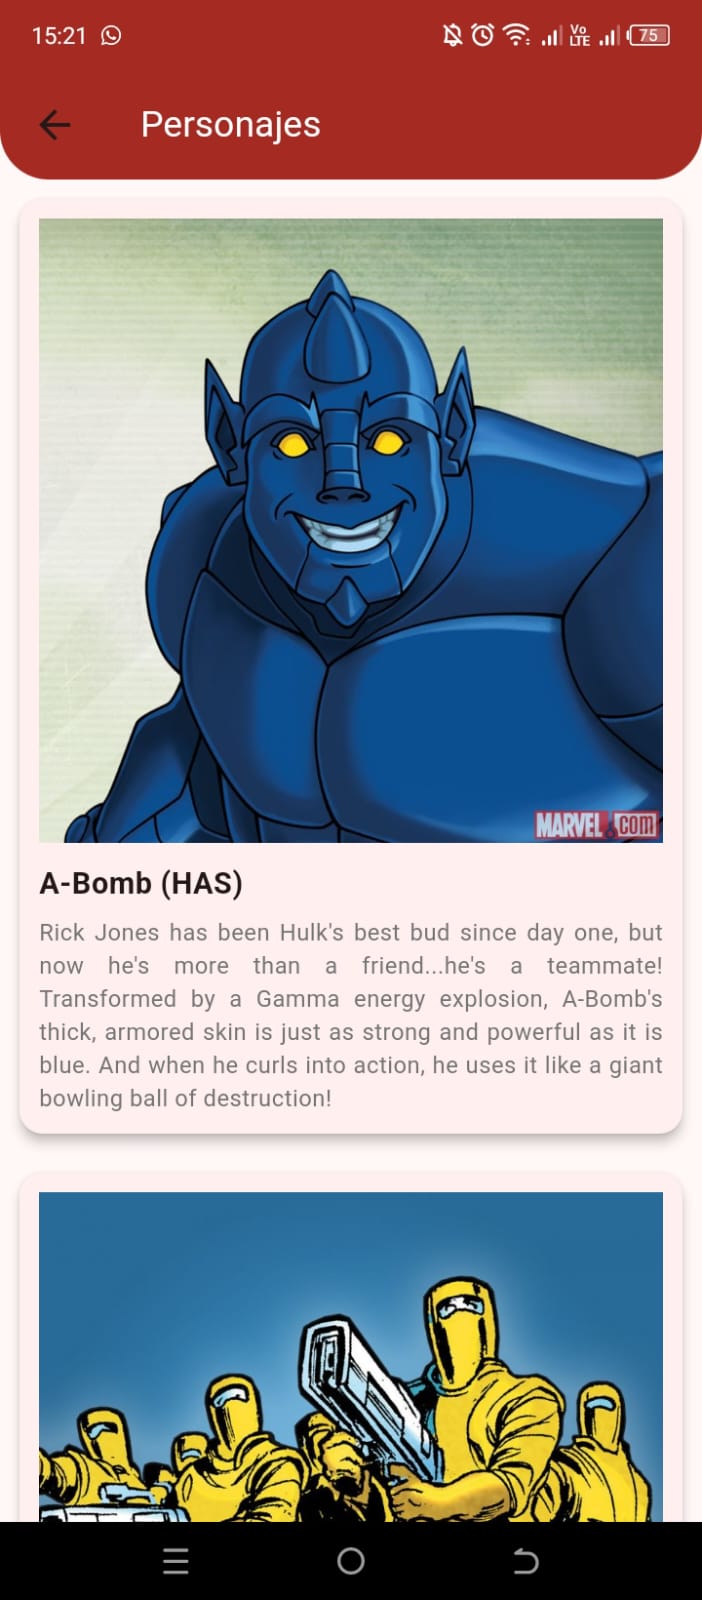 15:21
Vo
LTE
75
Personajes
MARVEL.com
A-Bomb (HAS)
Rick Jones has been Hulk's best bud since day one, but
now he's more than a friend...he's a teammate!
Transformed by a Gamma energy explosion, A-Bomb's
thick, armored skin is just as strong and powerful as it is
blue. And when he curls into action, he uses it like a giant
bowling ball of destruction!